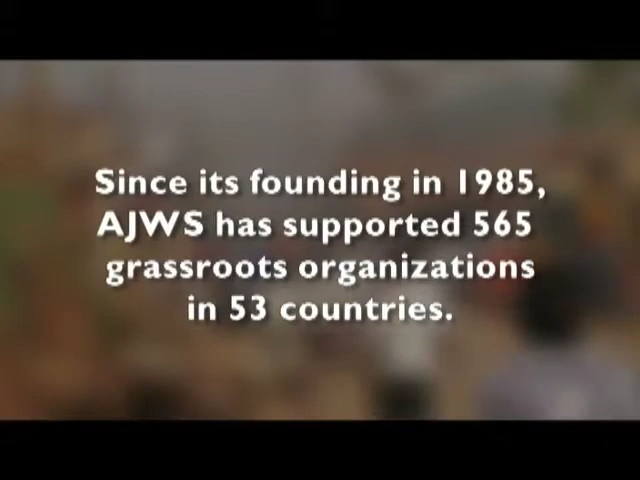 Since its founding in 1985,
AJWS has supported 565
grassroots organizations
in 53 countries.